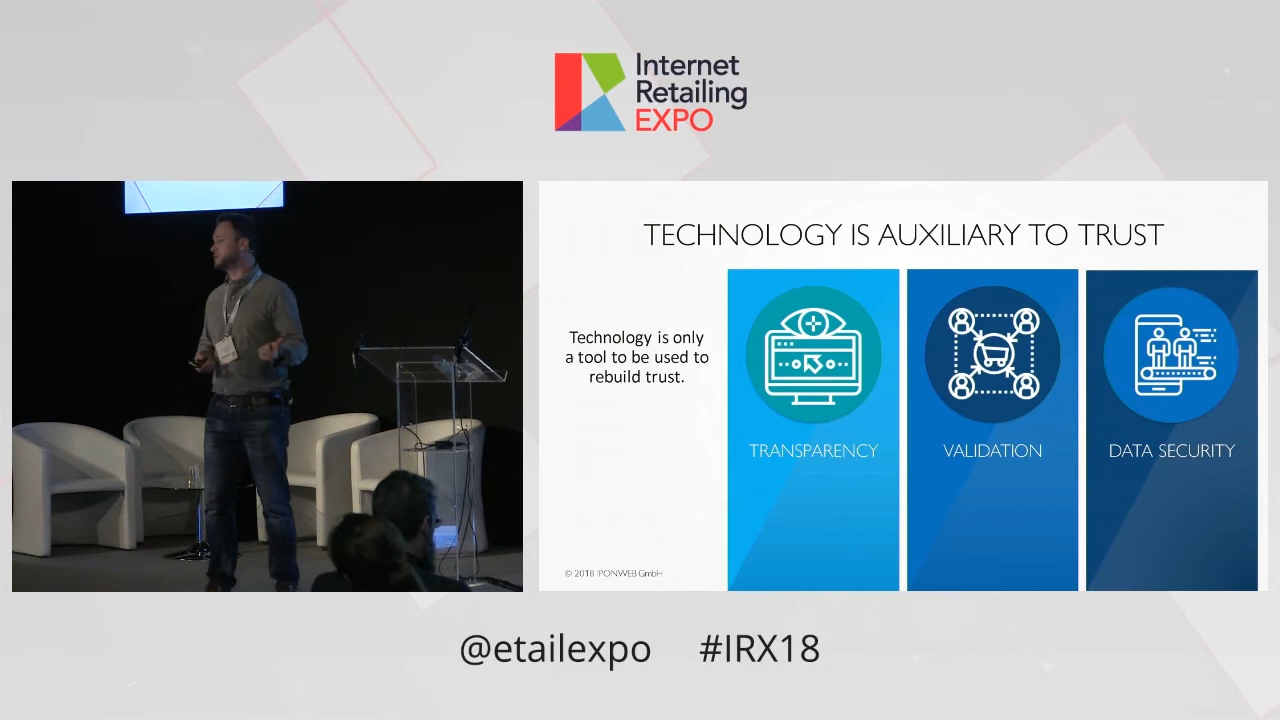 Internet
Retailing
EXPO
TECHNOLOGY IS AUXILIARY TO TRUST
Technology is only
a tool to be used to
rebuild trust.
TRANSPARENCY
VALIDATION
DATA SECURITY
© 2018 IPONWEB GmbH
@etailexpo #IRX18